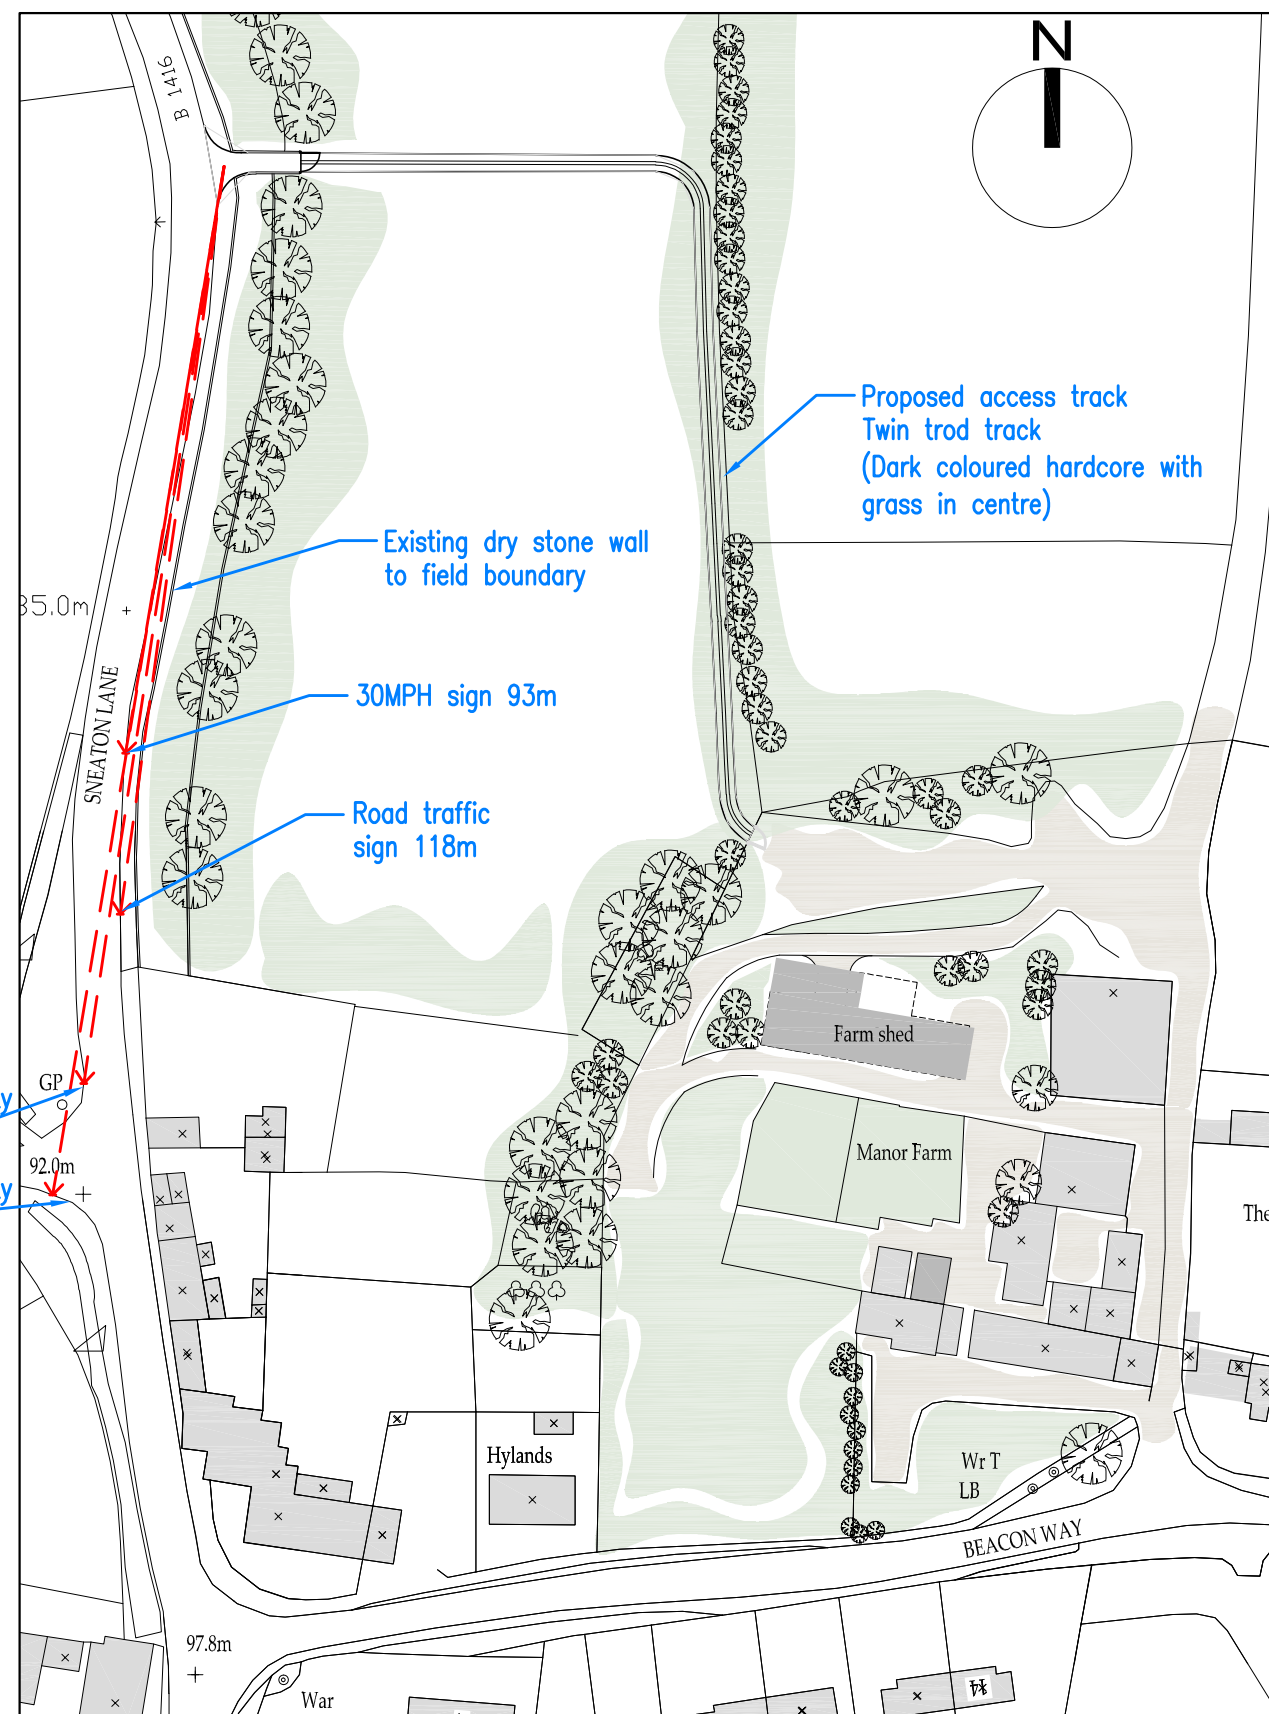 N
B 1416
Proposed access track
Twin trod track
(Dark coloured hardcore with
grass in centre)
Existing dry stone wall
to field boundary
35.0m
30MPH sign 93m
SNEATON LANE
Road traffic
sign 118m
Farm shed
GP
92.0m
Manor Farm
The
Hylands
Wr T
LB
BEACON WAY
97.8m
War